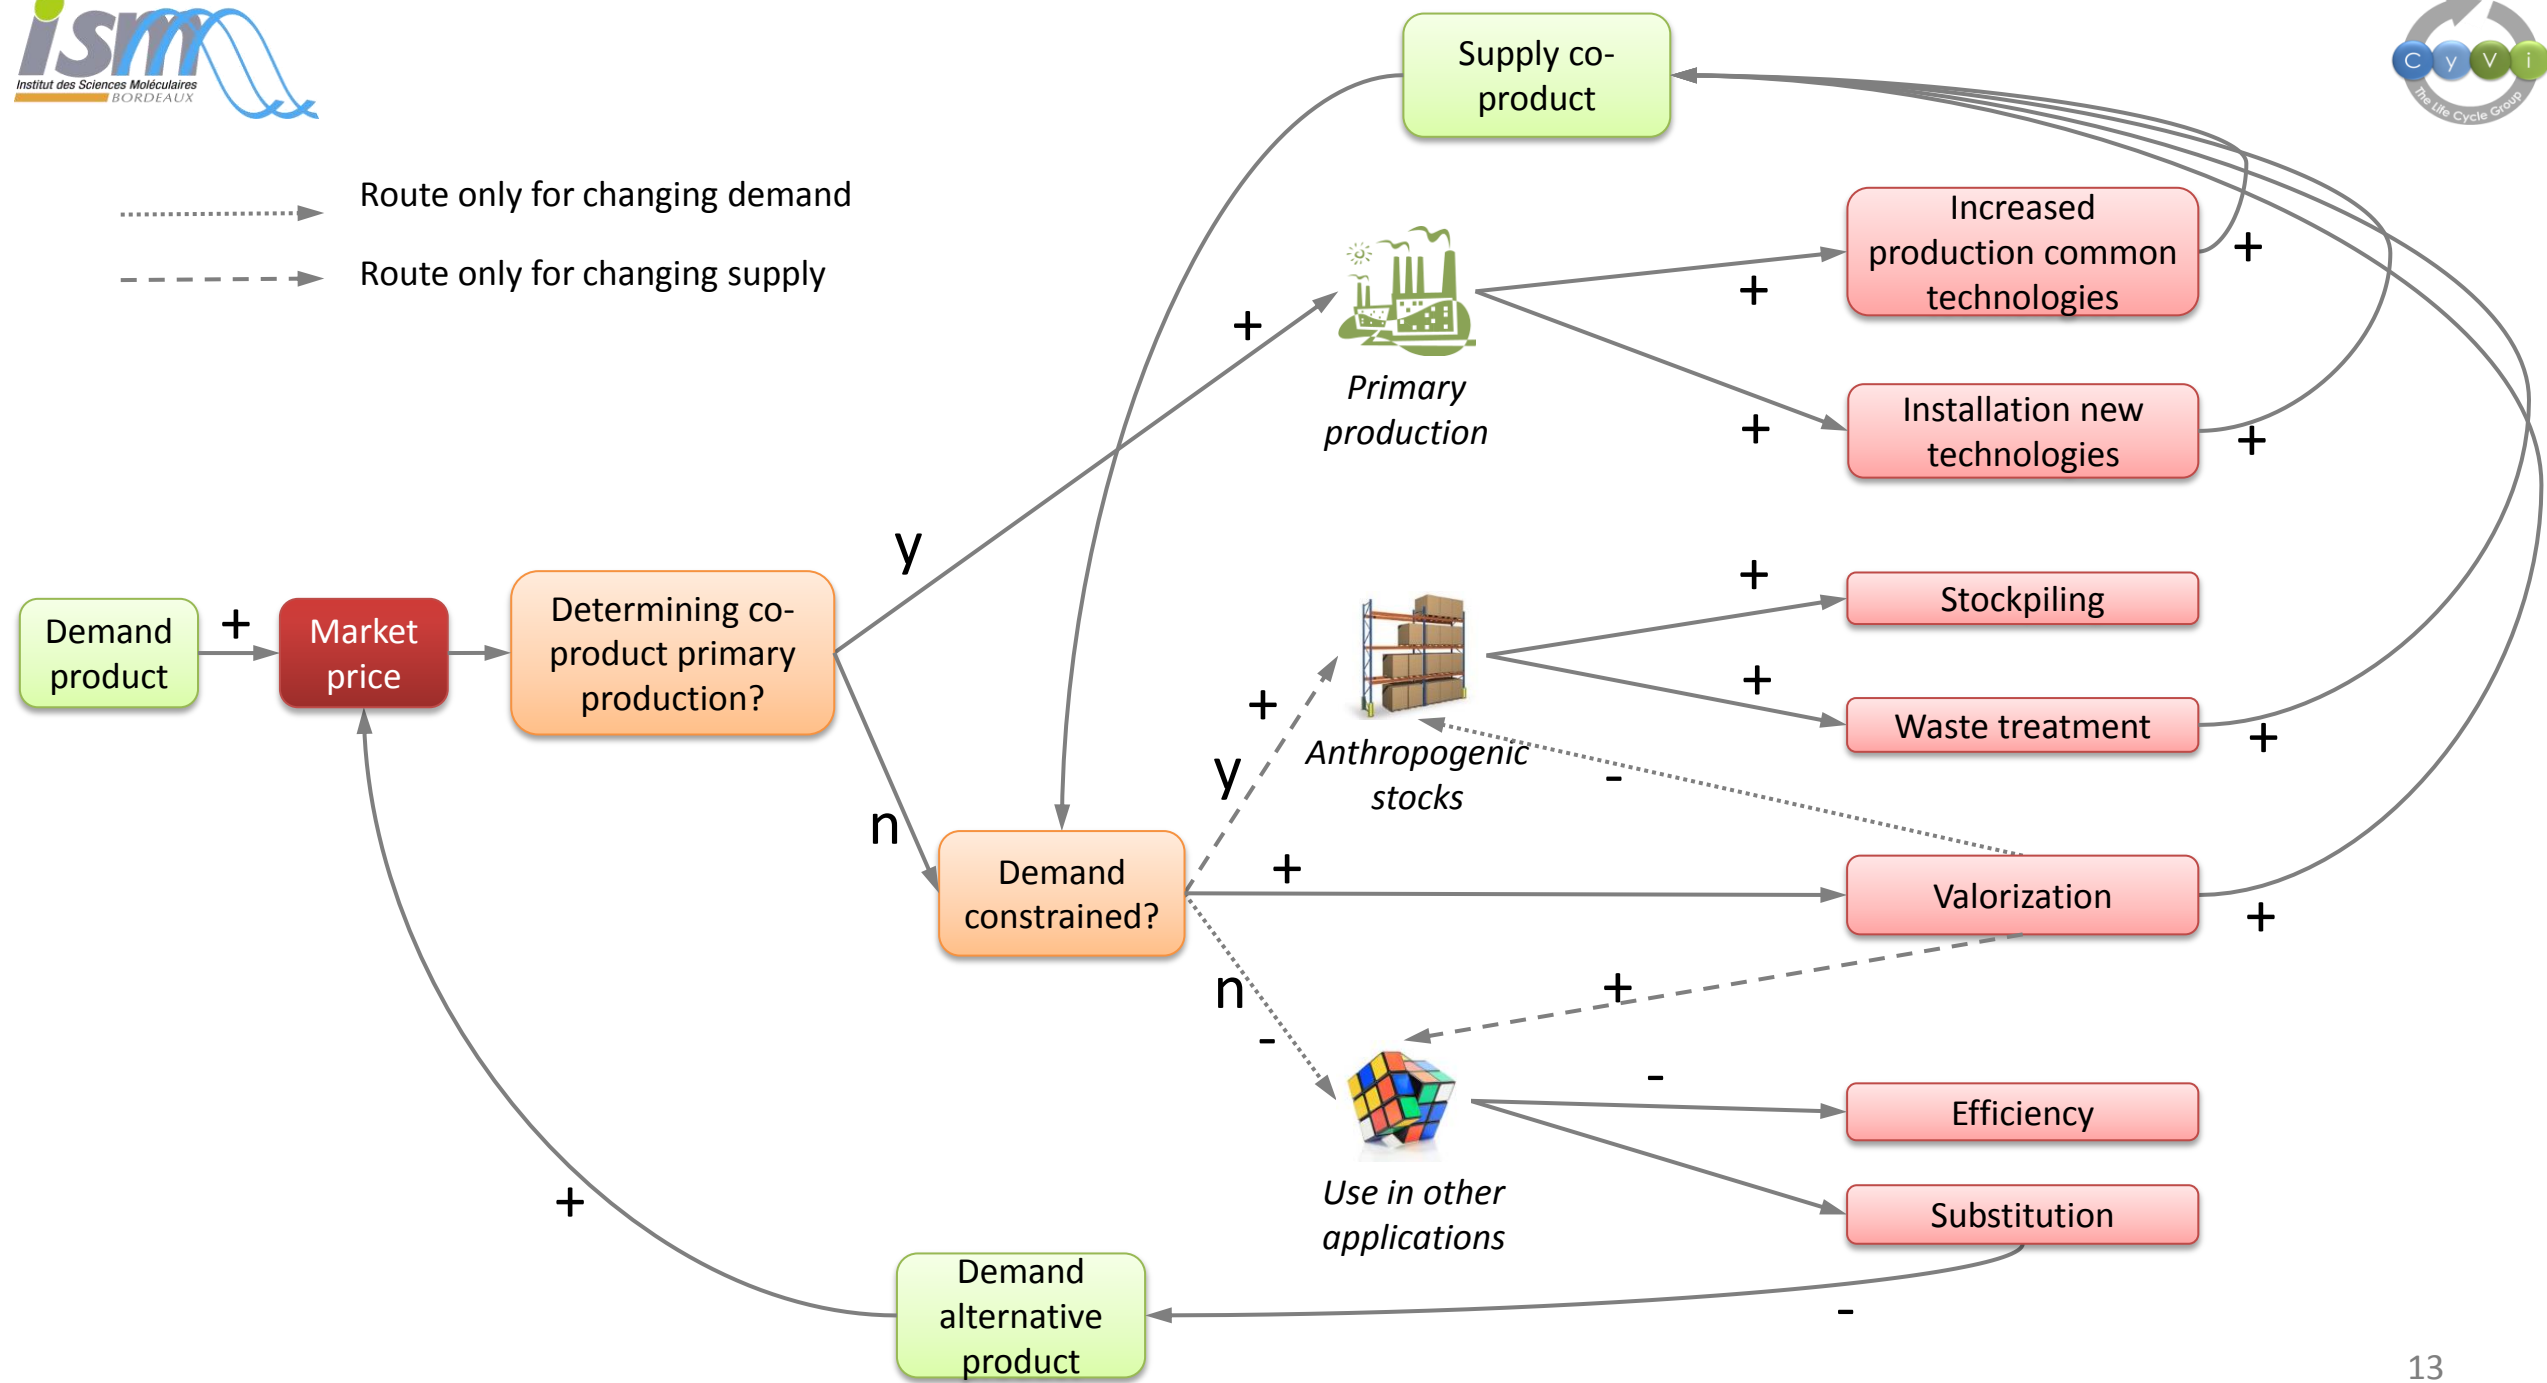 ism
Institut des Sciences Moléculaires
BORDEAUX
C y V i
The Life Cycle Group
Supply co-
product
Route only for changing demand
Route only for changing supply
Increased
production common
technologies
+
+
+
Primary
production
+
Installation new
technologies
+
y
Demand
product
+
Market
price
Determining co-
product primary
production?
+
Stockpiling
+
Waste treatment
+
+
y
Anthropogenic
stocks
-
n
Demand
constrained?
+
Valorization
+
n
-
+
-
Efficiency
Use in other
applications
Substitution
+
Demand
alternative
product
-
13